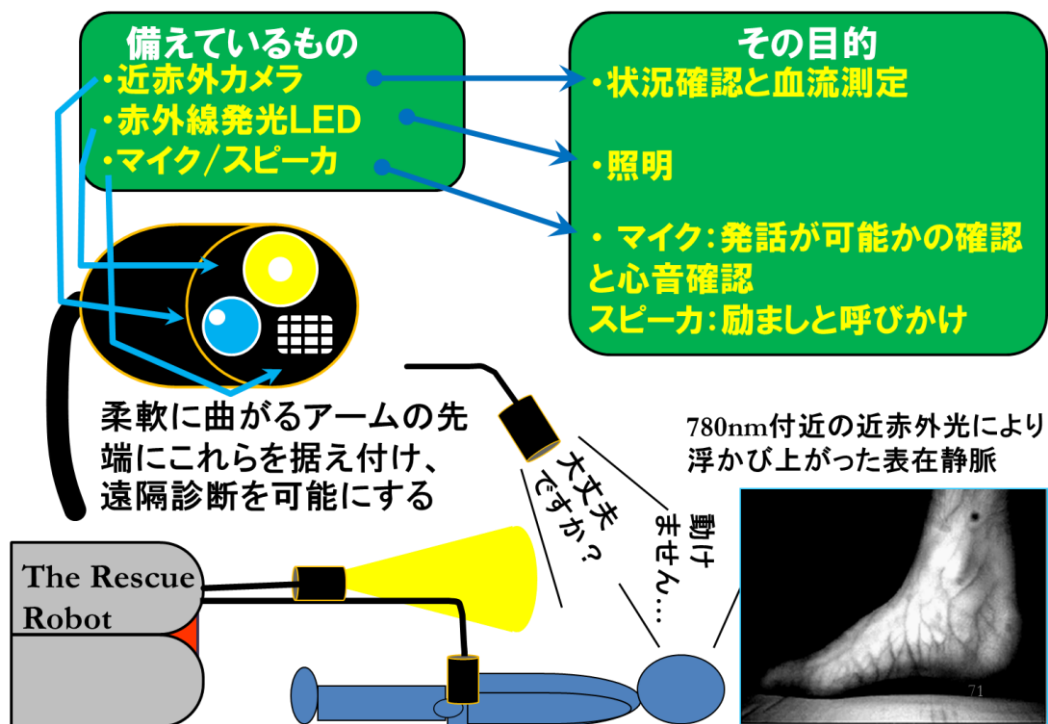 備えているもの
・近赤外カメラ
・赤外線発光LED
・マイク/スピーカ
その目的
・状況確認と血流測定
・照明
・ マイク：発話が可能かの確認
と心音確認
スピーカ：励ましと呼びかけ
柔軟に曲がるアームの先
端にこれらを据え付け、
遠隔診断を可能にする
大丈夫
ですか？
動け
ません…
780nm付近の近赤外光により
浮かび上がった表在静脈
The Rescue
Robot
71